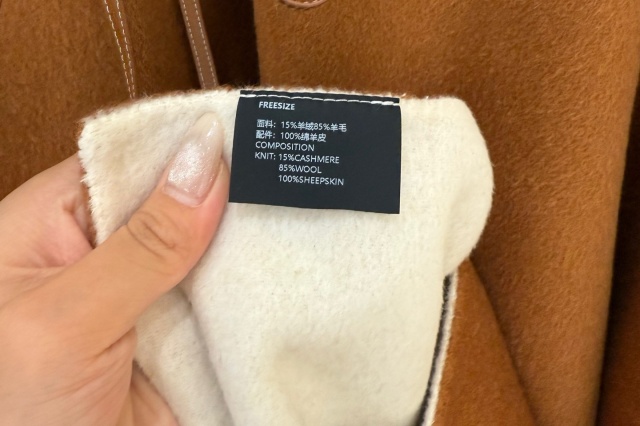 FREESIZE
面料：15%羊绒85%羊毛
配件：100%绵羊皮
COMPOSITION
KNIT: 15%CASHMERE
85%WOOL
100%SHEEPSKIN